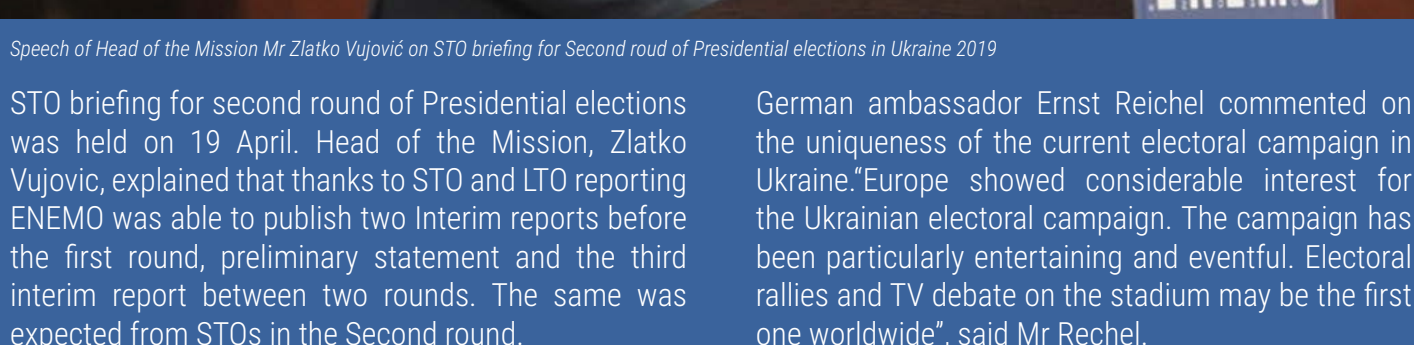 Speech of Head of the Mission Mr Zlatko Vujović on STO briefing for Second roud of Presidential elections in Ukraine 2019
STO briefing for second round of Presidential elections
was held on 19 April. Head of the Mission, Zlatko
Vujovic, explained that thanks to STO and LTO reporting
ENEMO was able to publish two Interim reports before
the first round, preliminary statement and the third
interim report between two rounds. The same was
expected from STOs in the Second round.
German ambassador Ernst Reichel commented on
the uniqueness of the current electoral campaign in
Ukraine.“Europe showed considerable interest for
the Ukrainian electoral campaign. The campaign has
been particularly entertaining and eventful. Electoral
rallies and TV debate on the stadium may be the first
one worldwide”, said Mr Rechel.